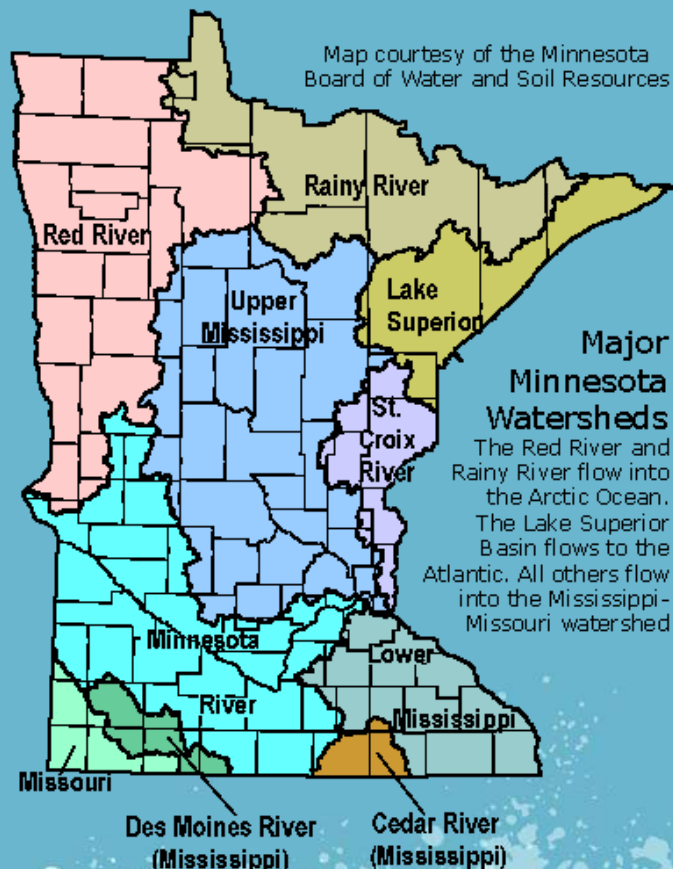 Map courtesy of the Minnesota
Board of Water and Soil Resources
Rainy River
Red River
Upper
Mississippi
Lake
Superior
Major
Minnesota
Watersheds
The Red River and
Rainy River flow into
the Arctic Ocean.
The Lake Superior
Basin flows to the
Atlantic. All others flow
into the Mississippi-
Missouri watershed
St.
Croix
River
Minnesota
River
Lower
Mississippi
Missouri
Des Moines River
(Mississippi)
Cedar River
(Mississippi)